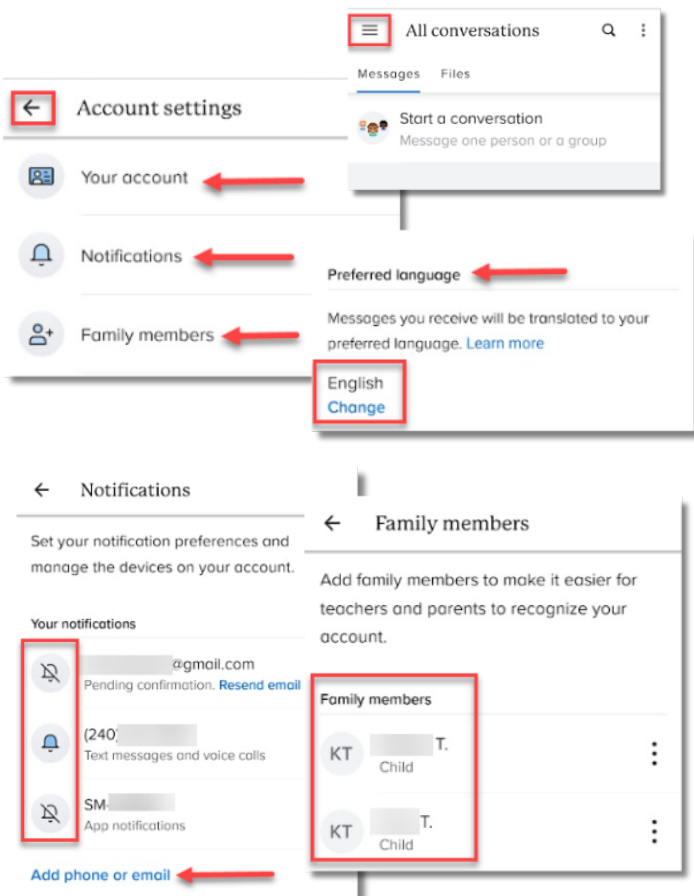 All conversations
Messages Files
Start a conversation
Message one person or a group
Account settings
Your account
Notifications
Family members
Preferred language
Messages you receive will be translated to your
preferred language. Learn more
English
Change
Notifications
Set your notification preferences and
manage the devices on your account.
Your notifications
@gmail.com
Pending confirmation. Resend email
(240)
Text messages and voice calls
SM-
App notifications
Add phone or email
Family members
Add family members to make it easier for
teachers and parents to recognize your
account.
Family members
KT T.
Child
KT T.
Child